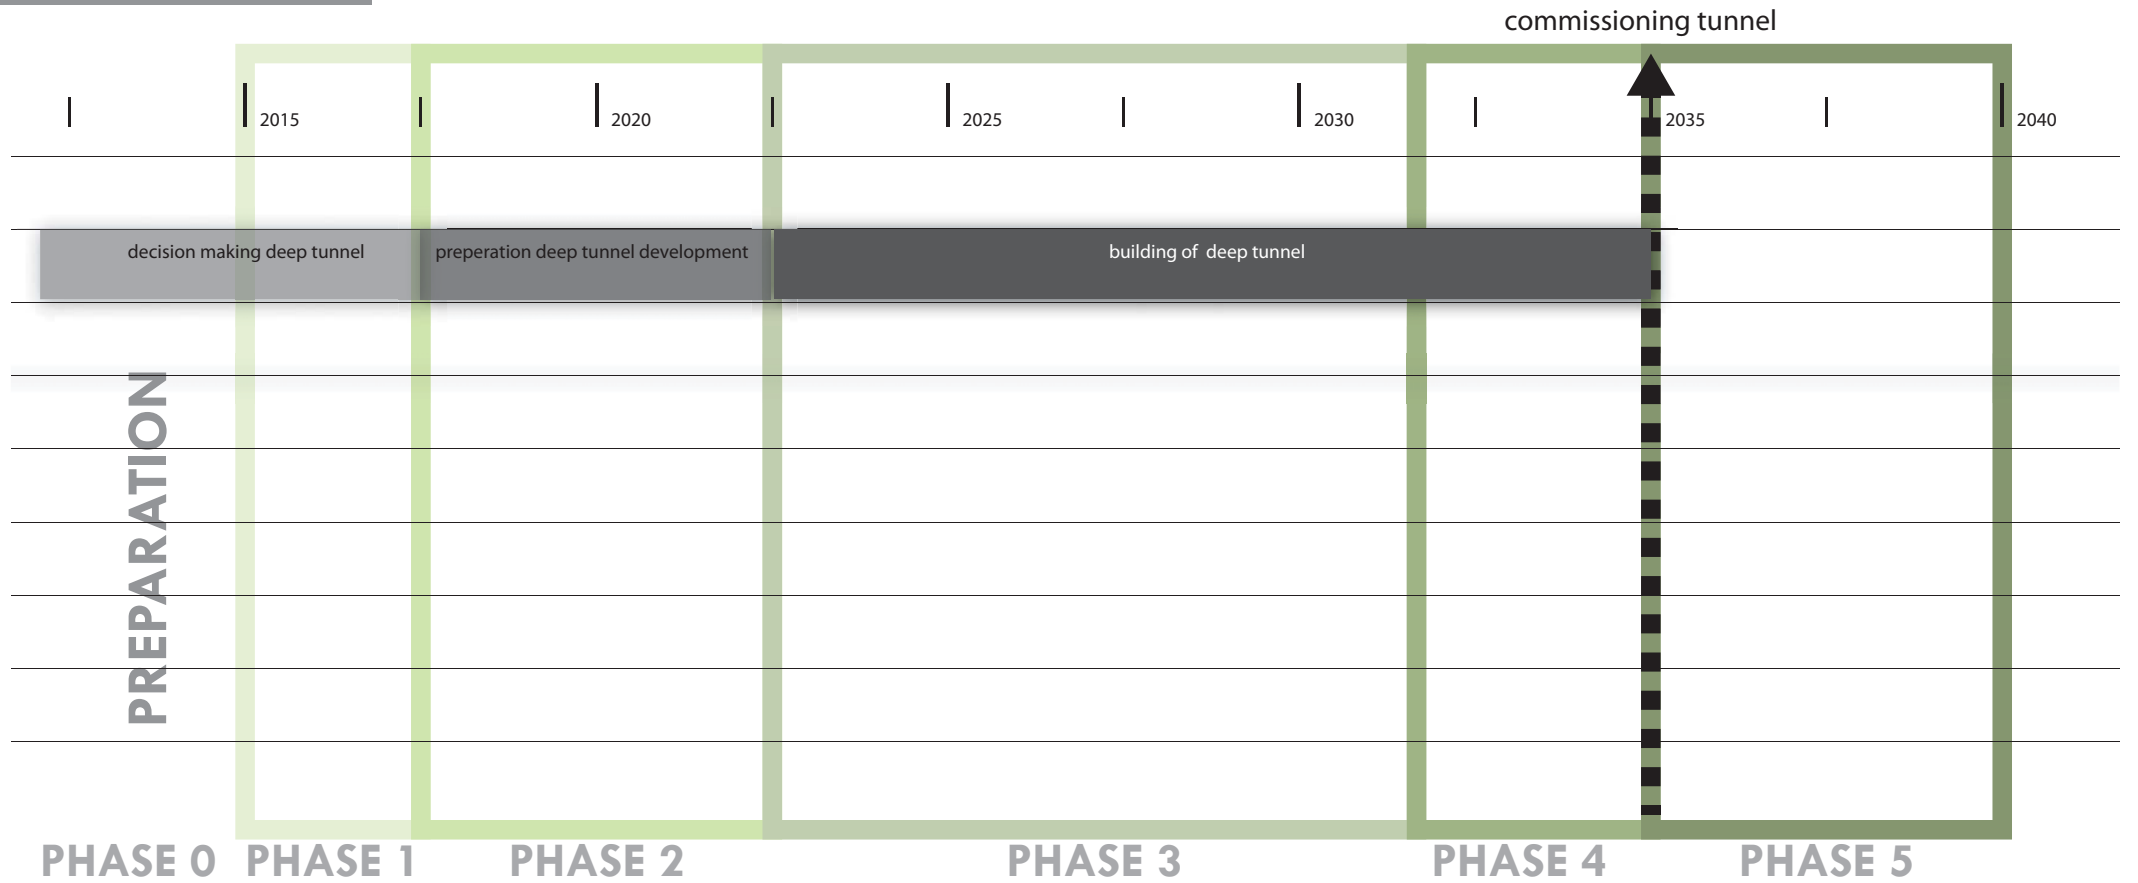 commissioning tunnel
2015
2020
2025
2030
2035
2040
decision making deep tunnel
preperation deep tunnel development
building of deep tunnel
PREPARATION
PHASE 0
PHASE 1
PHASE 2
PHASE 3
PHASE 4
PHASE 5